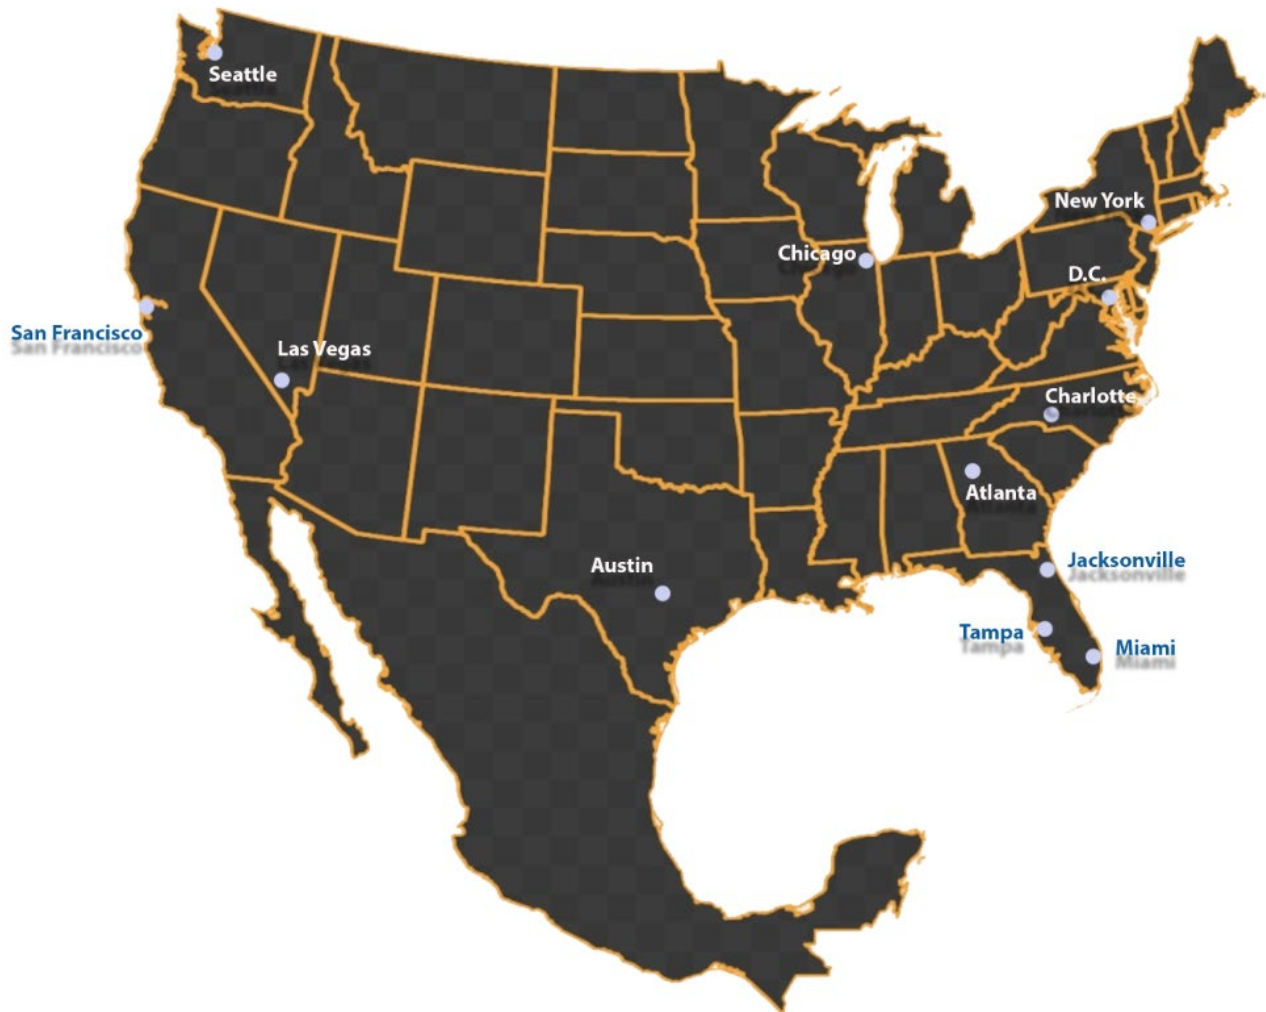 Seattle
New York
Chicago
D.C.
San Francisco
Las Vegas
Charlotte
Atlanta
Jacksonville
Austin
Tampa
Miami